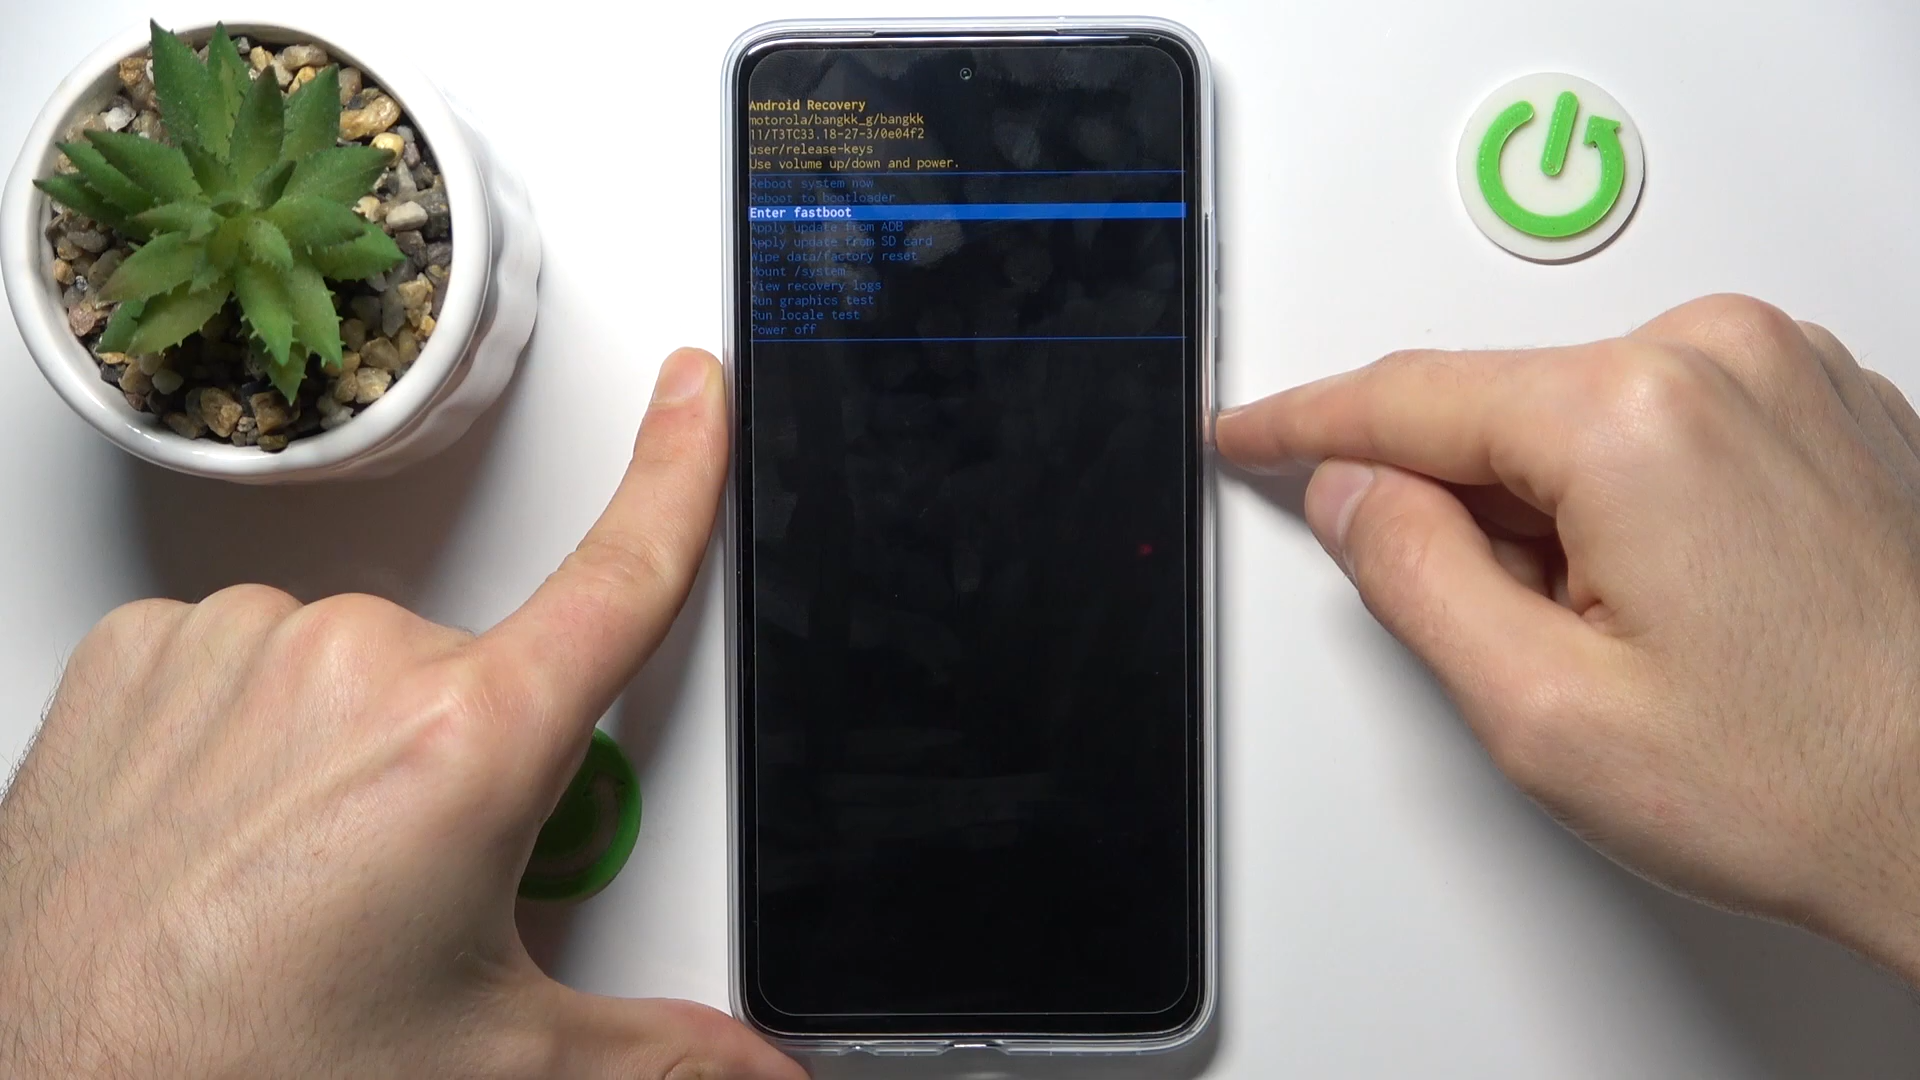 Android Recovery
motorola/bangkk_g/bangkk
11/T3TC33.18-27-3/0e04f2
user/release-keys
Use volume up/down and power.
Reboot system now
Reboot to bootloader
Enter fastboot
Apply update from ADB
Apply update from SD card
Wipe data/factory reset
Mount /system
View recovery logs
Run graphics test
Run locale test
Power off